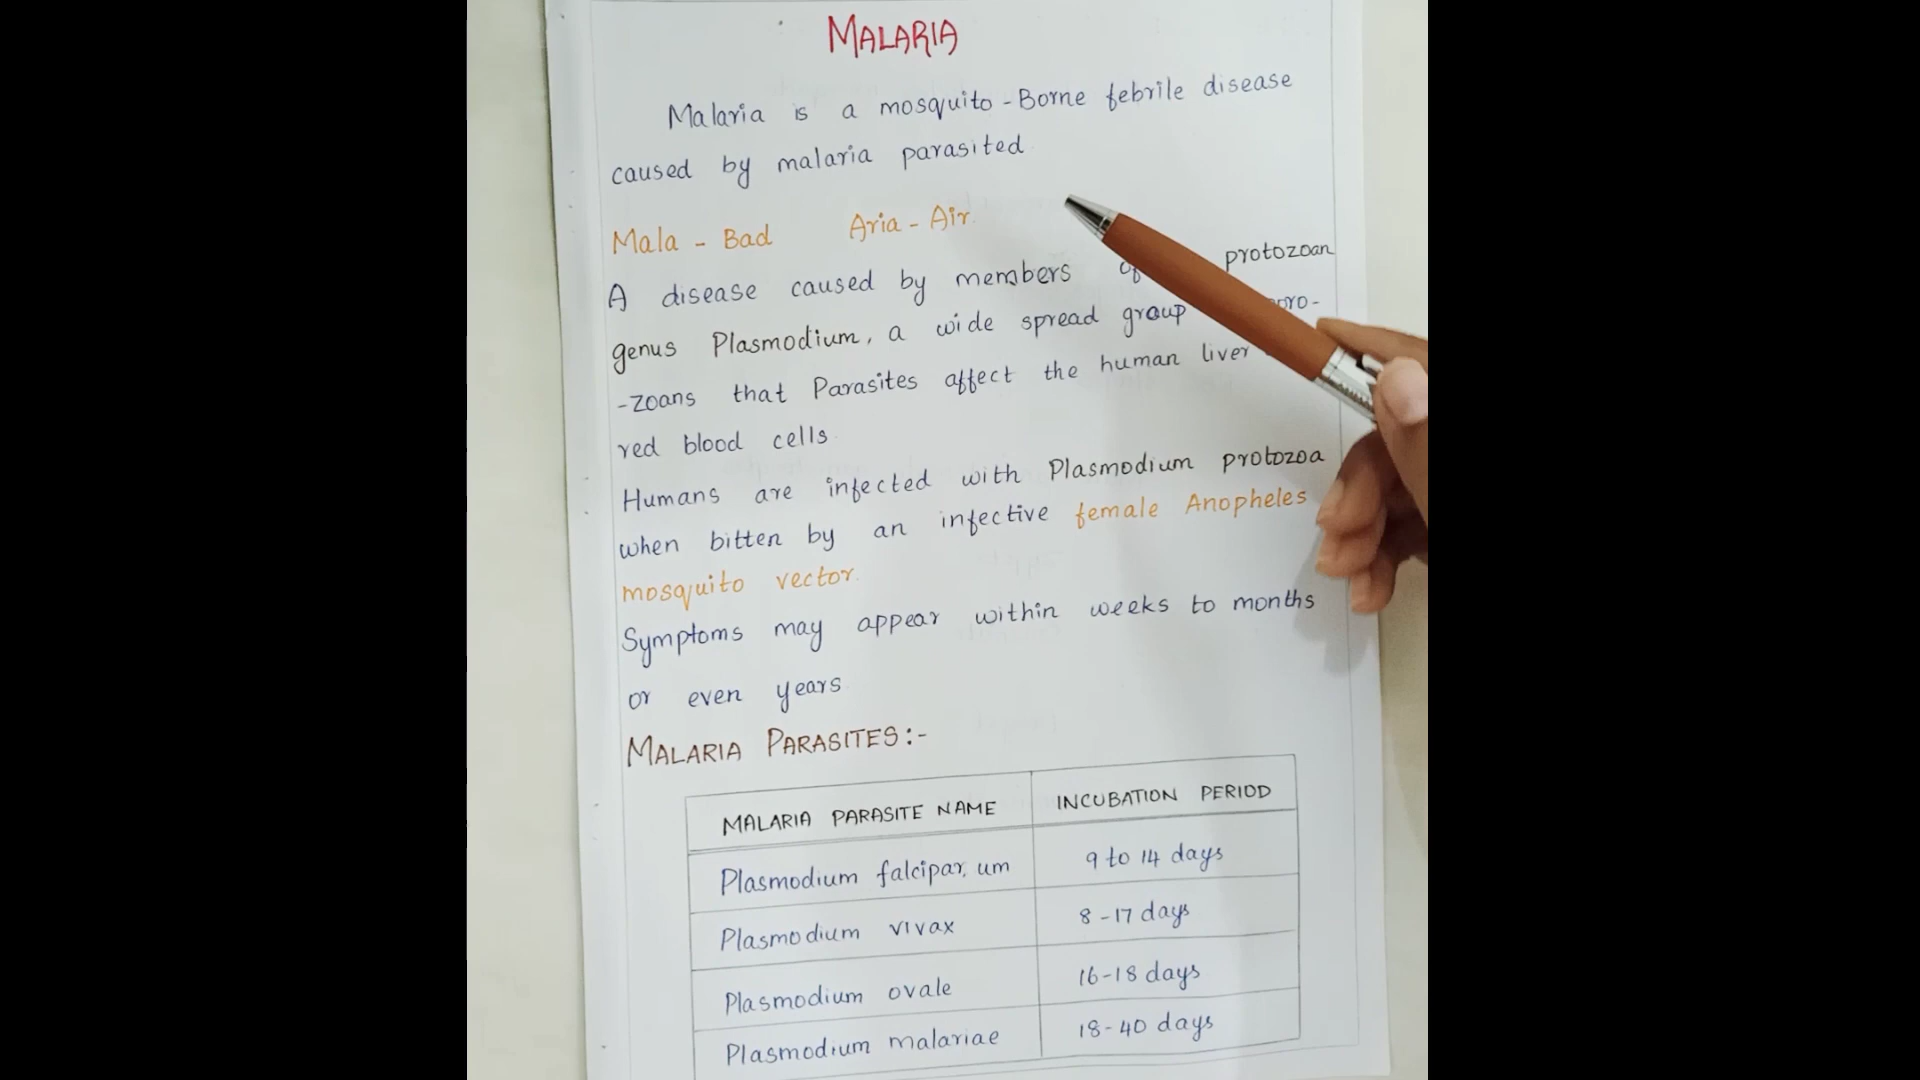 MALARIA
Malaria is a mosquito-Borne febrile disease
caused by malaria parasited
Mala - Bad Aria - Air
A disease caused by members of protozoan
genus Plasmodium, a wide spread group pro-
-zoans that Parasites affect the human liver
red blood cells
Humans are infected with Plasmodium protozoa
when bitten by an infective female Anopheles
mosquito vector.
Symptoms may appear within weeks to months
or even years
MALARIA PARASITES:-
MALARIA PARASITE NAME INCUBATION PERIOD
Plasmodium falciparum 9 to 14 days
Plasmodium vivax 8-17 days
Plasmodium ovale 16-18 days
Plasmodium malariae 18-40 days